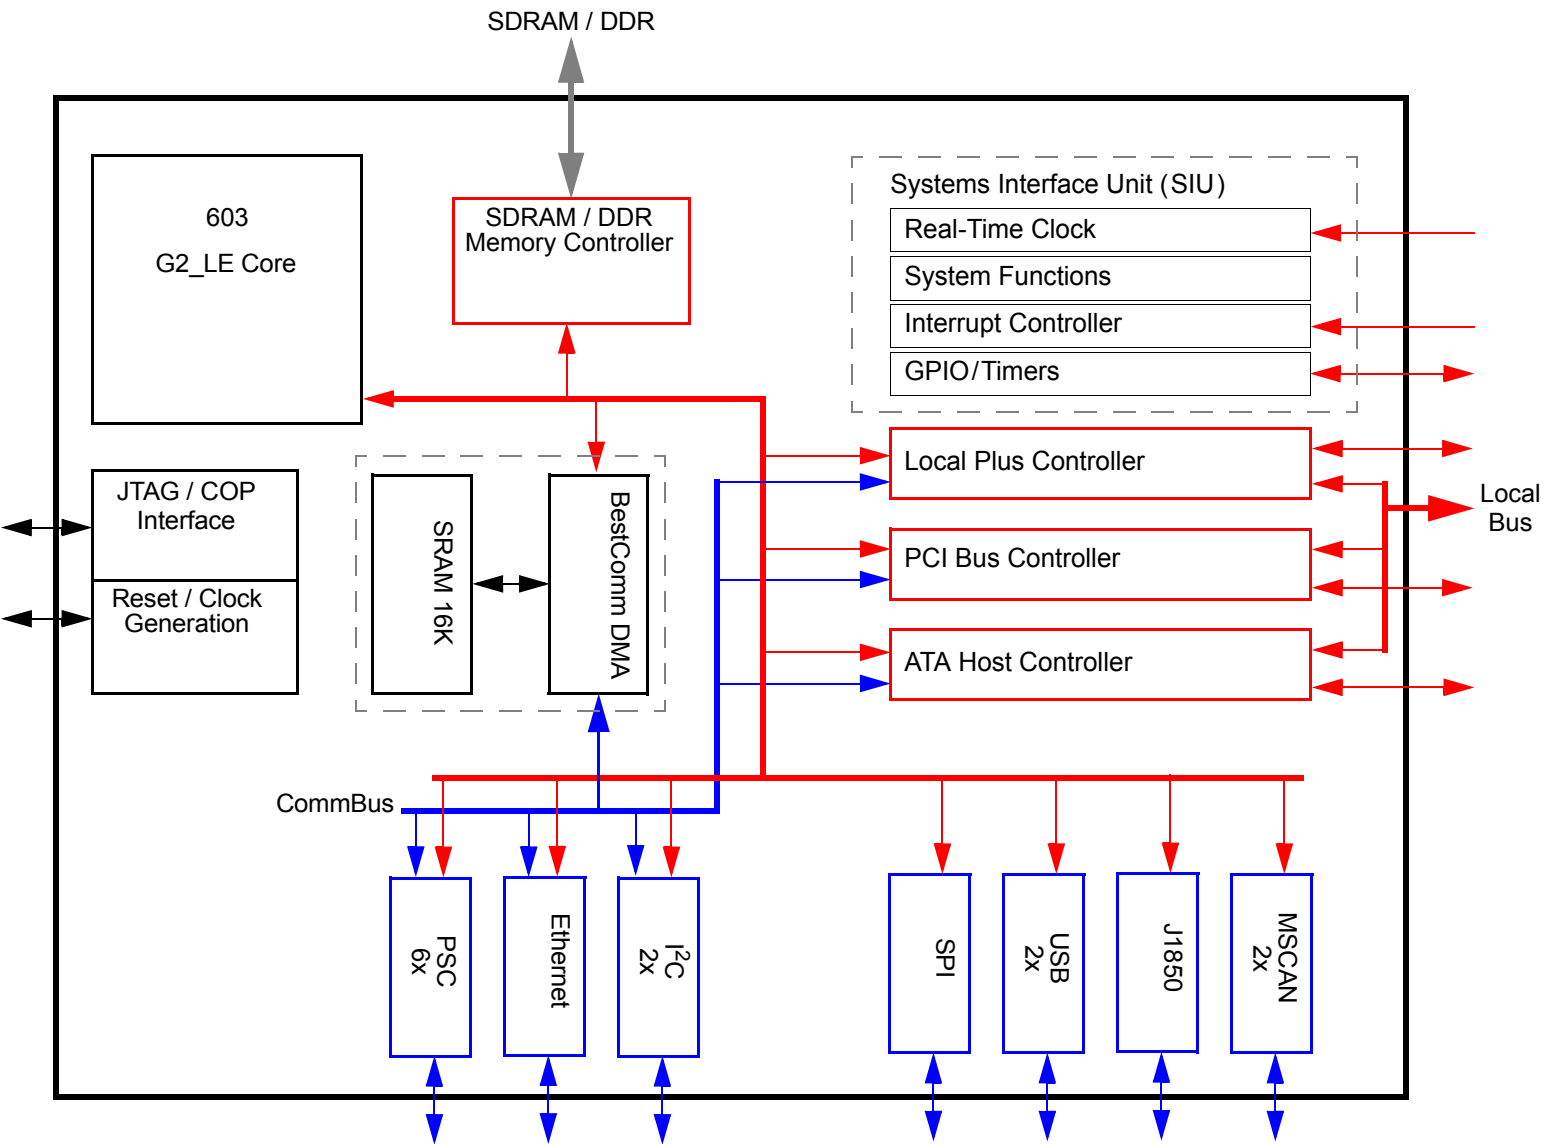 SDRAM / DDR
603
G2_LE Core
SDRAM / DDR
Memory Controller
Systems Interface Unit (SIU)
Real-Time Clock
System Functions
Interrupt Controller
GPIO/Timers
JTAG / COP
Interface
Reset / Clock
Generation
SRAM 16K
BestComm DMA
Local Plus Controller
PCI Bus Controller
ATA Host Controller
Local
Bus
CommBus
PSC
6x
Ethernet
I²C
2x
SPI
USB
2x
J1850
MSCAN
2x